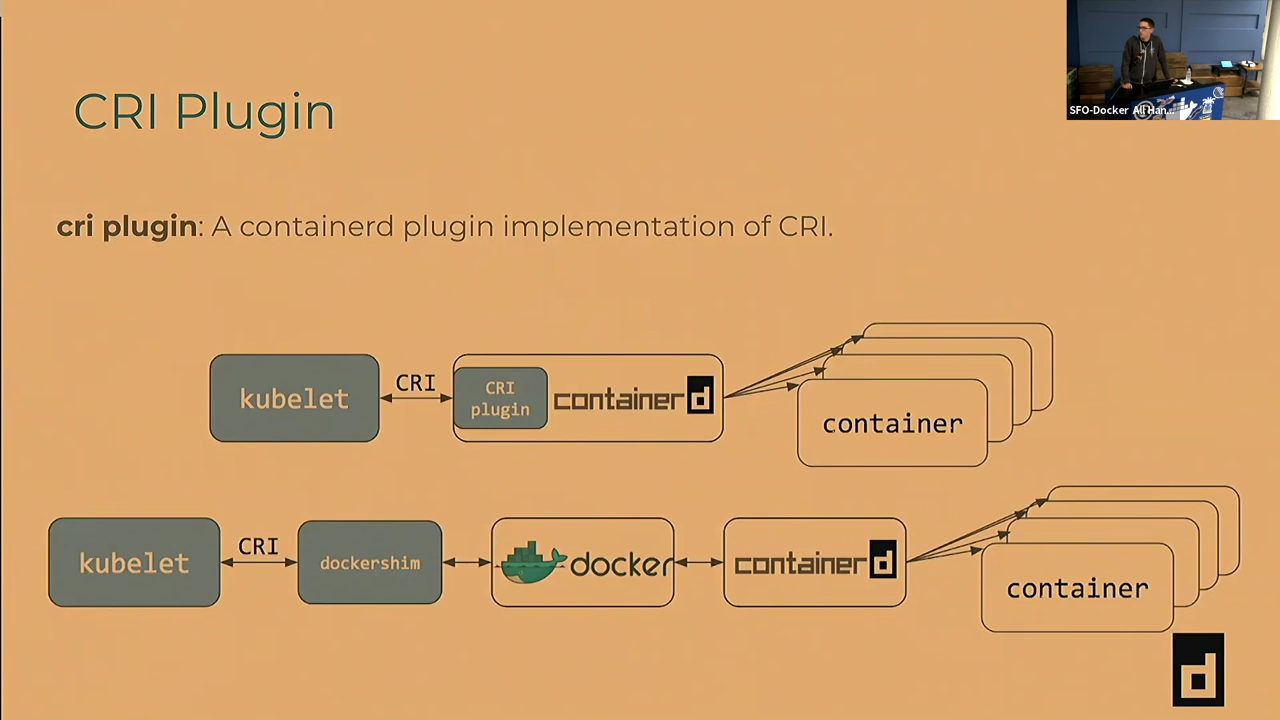 CRI Plugin
SFO-Docker All Han...
cri plugin: A containerd plugin implementation of CRI.
kubelet
CRI
CRI
plugin
containerd
container
kubelet
CRI
dockershim
docker
containerd
container
d